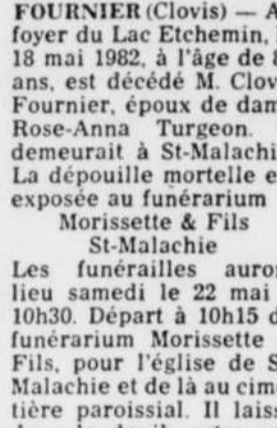 FOURNIER (Clovis) — A
foyer du Lac Etchemin,
18 mai 1982, à l'âge de 8
ans, est décédé M. Clov
Fournier, époux de dam
Rose-Anna Turgeon.
demeurait à St-Malachi
La dépouille mortelle e
exposée au funérarium
Morissette & Fils
St-Malachie
Les funérailles auro
lieu samedi le 22 mai
10h30. Départ à 10h15 d
funérarium Morissette
Fils, pour l'église de S
Malachie et de là au cime
tière paroissial. Il lais